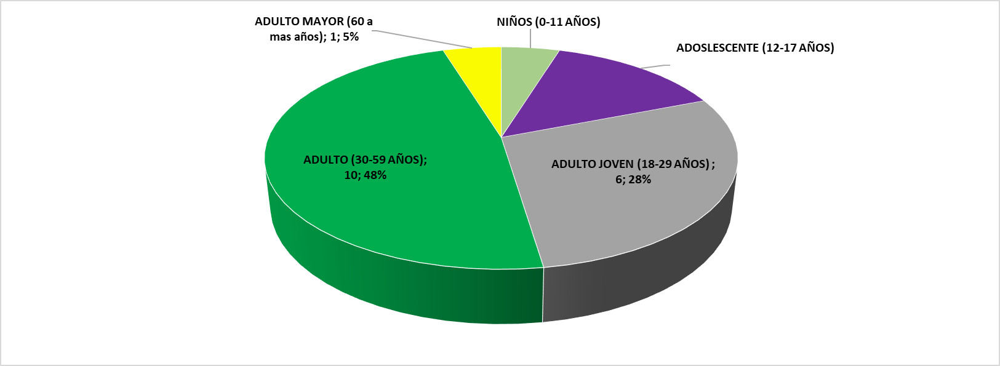 ADULTO MAYOR (60 a
mas años); 1; 5%
NIÑOS (0-11 AÑOS)
ADOSLESCENTE (12-17 AÑOS)
ADULTO (30-59 AÑOS);
10; 48%
ADULTO JOVEN (18-29 AÑOS) ;
6; 28%